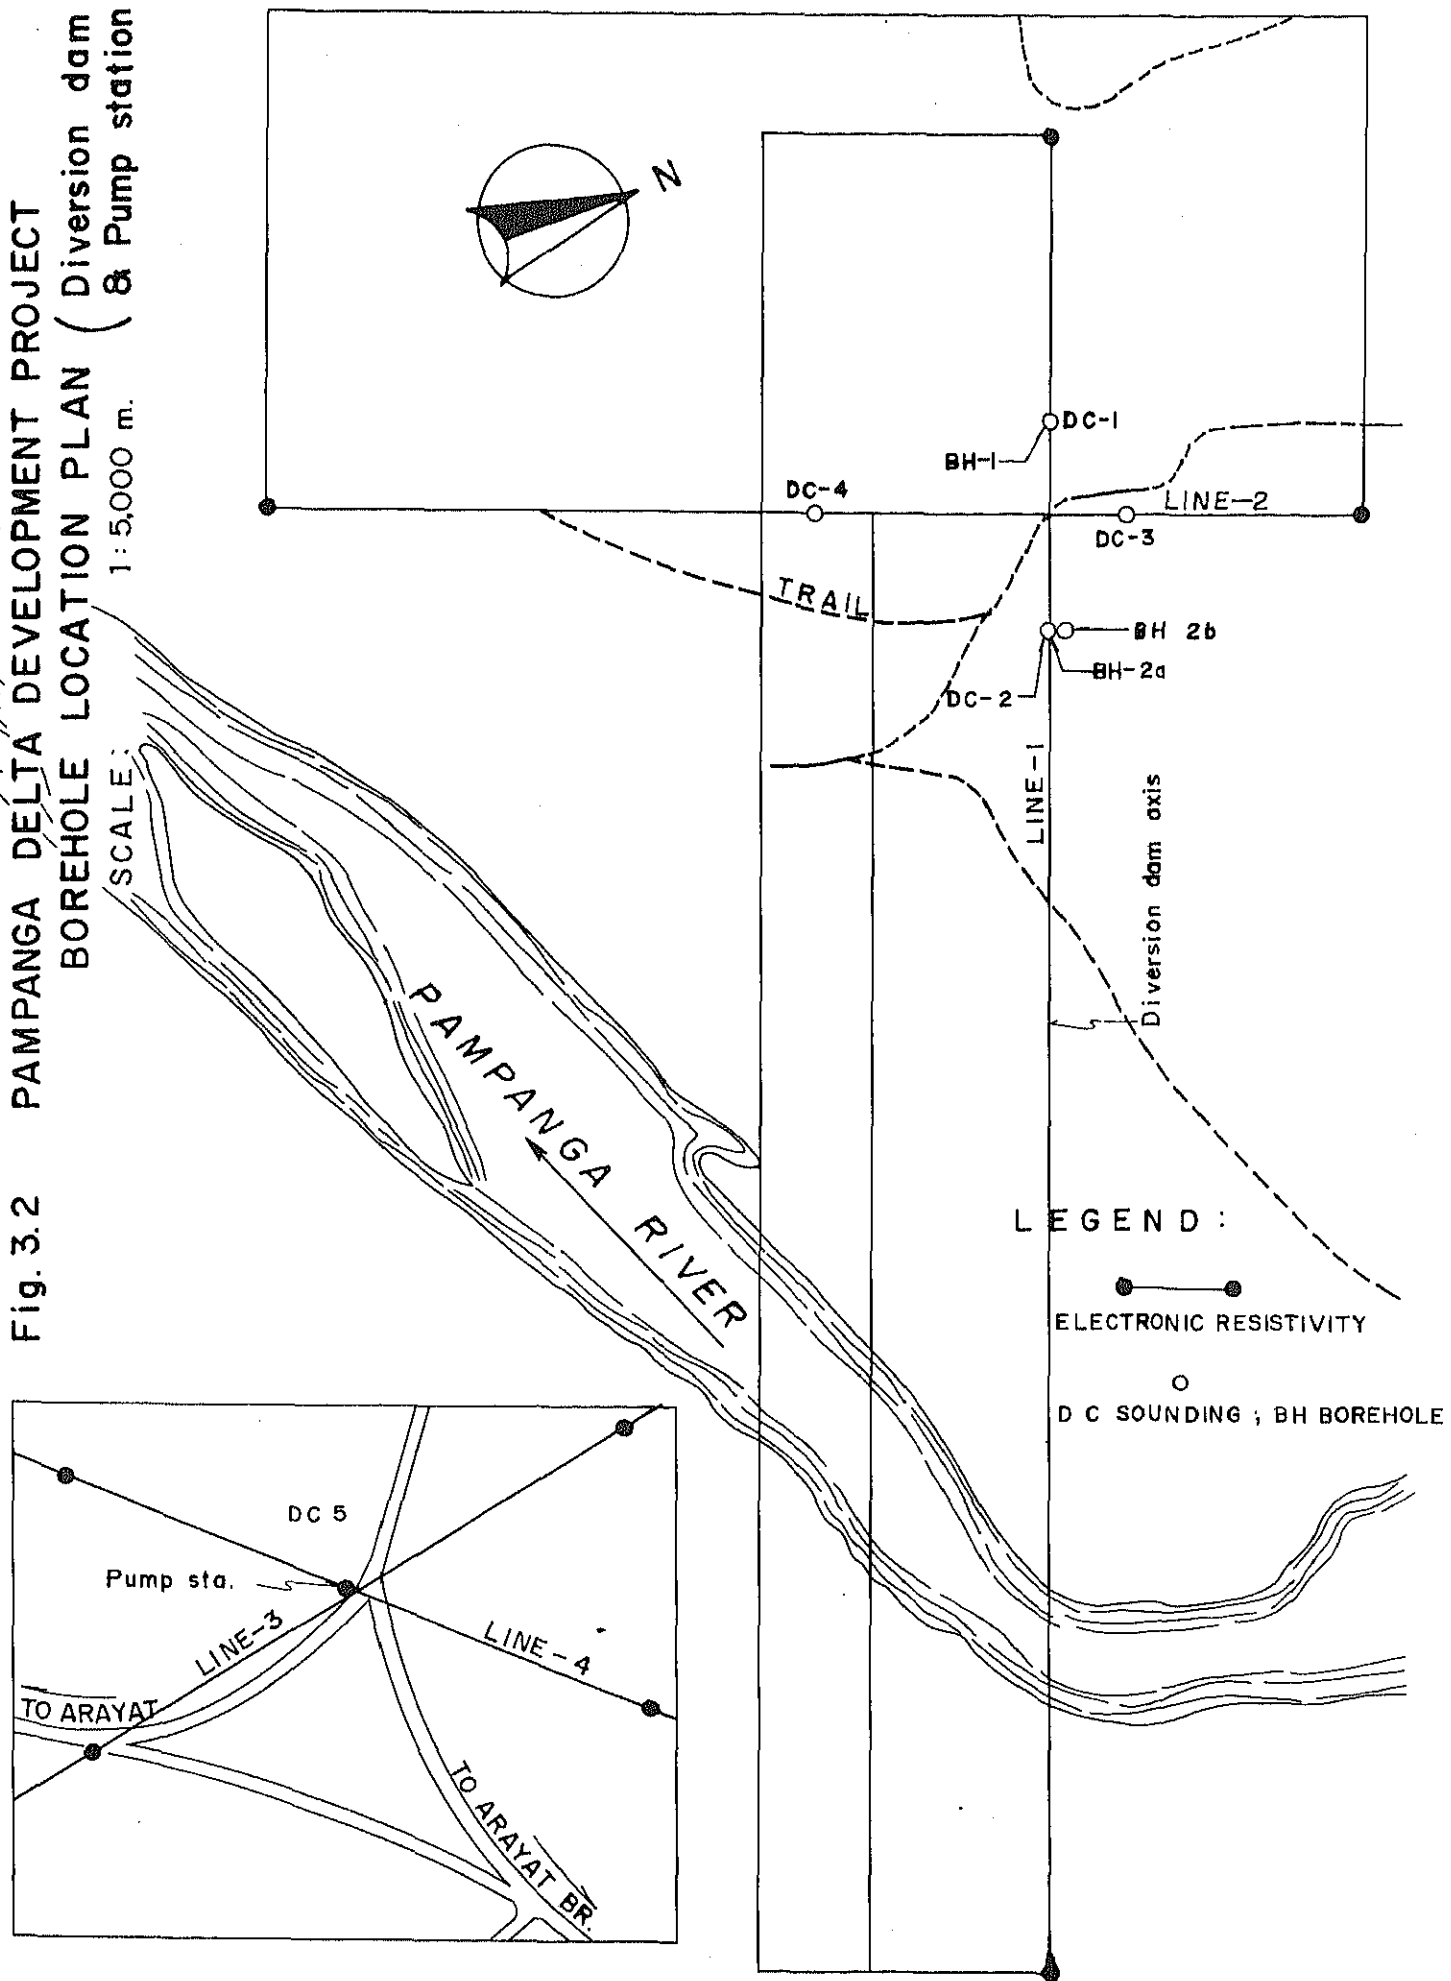 Fig. 3.2 PAMPANGA DELTA DEVELOPMENT PROJECT
BOREHOLE LOCATION PLAN ( Diversion dam
& Pump station
SCALE: 1:5,000 m.
N
DC-1
BH-1
DC-4
LINE-2
DC-3
TRAIL
BH 2b
BH-2a
DC-2
LINE-1
Diversion dam axis
PAMPANGA RIVER
LEGEND :
ELECTRONIC RESISTIVITY
D C SOUNDING ; BH BOREHOLE
DC 5
Pump sta.
LINE-3
LINE-4
TO ARAYAT
TO ARAYAT BR.